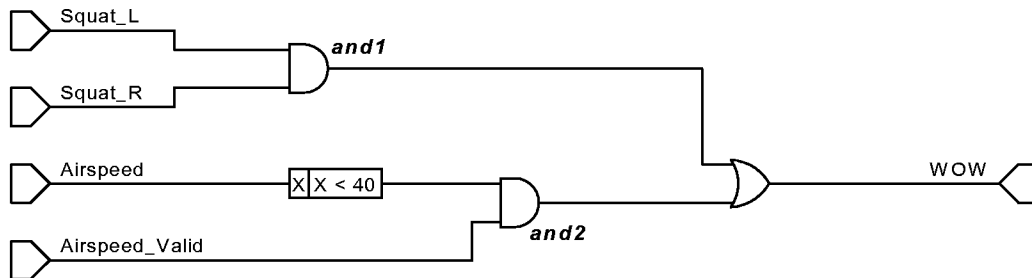 Squat_L
and1
Squat_R
Airspeed
X X < 40
WOW
and2
Airspeed_Valid